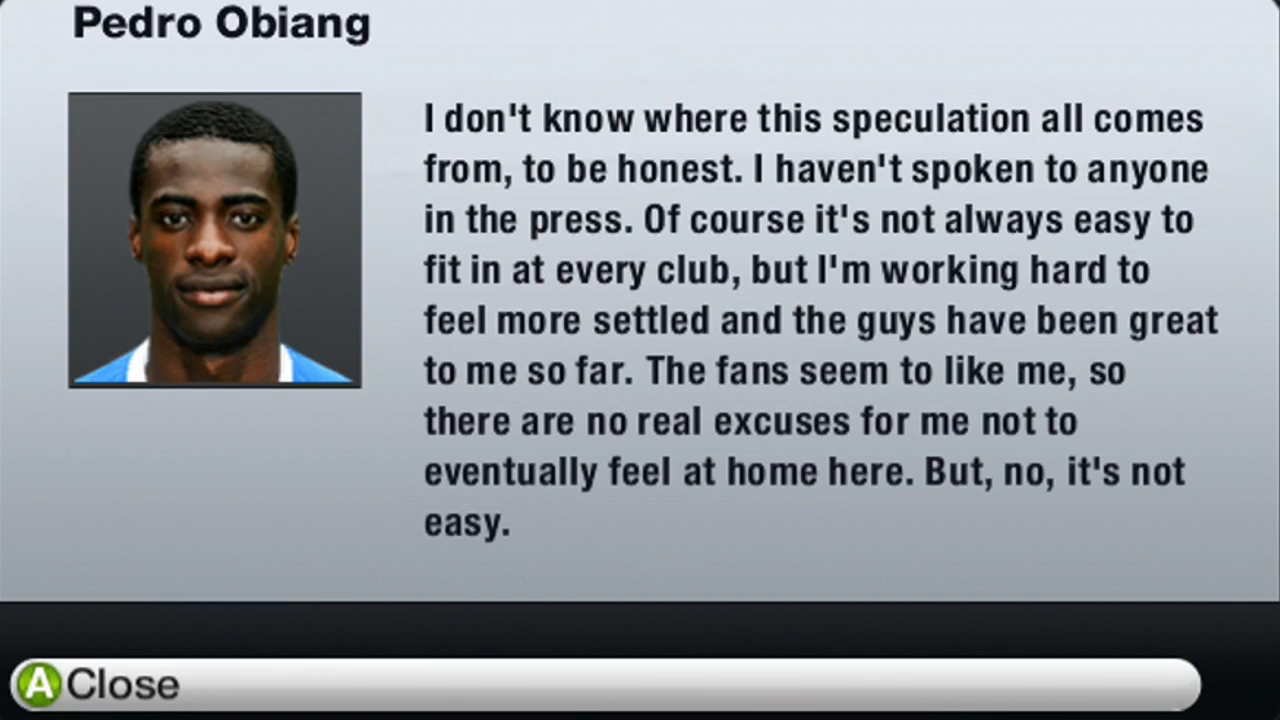 Pedro Obiang
I don't know where this speculation all comes
from, to be honest. I haven't spoken to anyone
in the press. Of course it's not always easy to
fit in at every club, but I'm working hard to
feel more settled and the guys have been great
to me so far. The fans seem to like me, so
there are no real excuses for me not to
eventually feel at home here. But, no, it's not
easy.
A Close